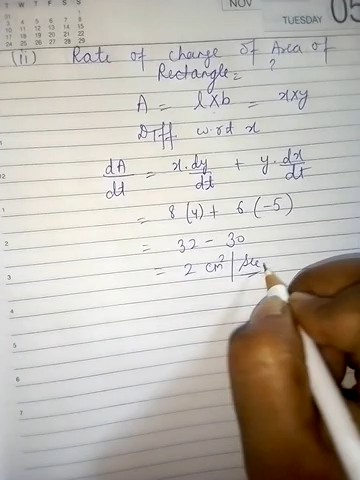 NOV
TUESDAY 05
T W T F S S
(ii) Rate of change of Area of
Rectangle = ?
A = l×b = x×y
Diff w.r.t x
dA/dt = x.dy/dt + y.dx/dt
= 8(4) + 6(-5)
= 32 - 30
= 2 cm²/sec